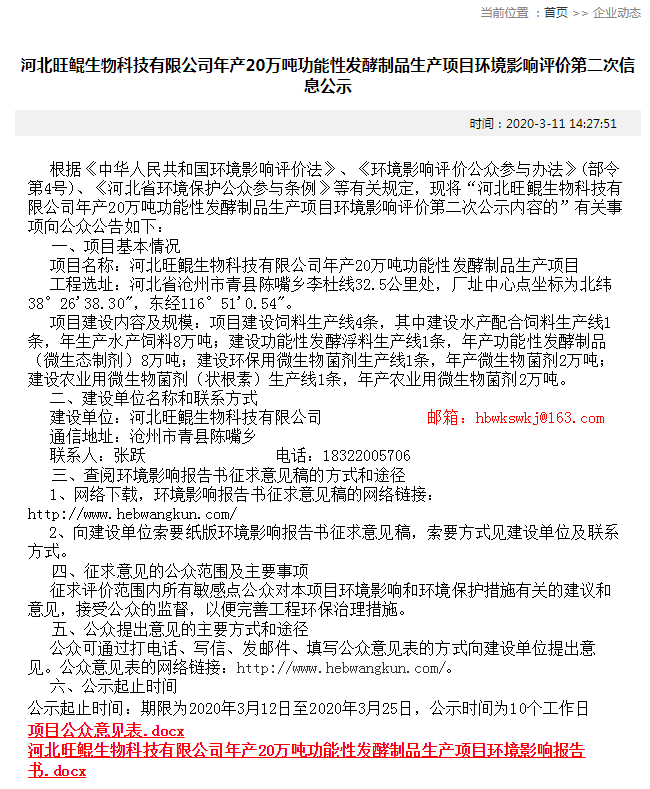 当前位置 ：首页 >> 企业动态
河北旺鲲生物科技有限公司年产20万吨功能性发酵制品生产项目环境影响评价第二次信
息公示
时间：2020-3-11 14:27:51
根据《中华人民共和国环境影响评价法》、《环境影响评价公众参与办法》(部令
第4号)、《河北省环境保护公众参与条例》等有关规定，现将“河北旺鲲生物科技有
限公司年产20万吨功能性发酵制品生产项目环境影响评价第二次公示内容的”有关事
项向公众公告如下：
一、项目基本情况
项目名称：河北旺鲲生物科技有限公司年产20万吨功能性发酵制品生产项目
工程选址：河北省沧州市青县陈嘴乡李杜线32.5公里处，厂址中心点坐标为北纬
38°26'38.30"，东经116°51'0.54"。
项目建设内容及规模：项目建设饲料生产线4条，其中建设水产配合饲料生产线1
条，年生产水产饲料8万吨；建设功能性发酵浮料生产线1条，年产功能性发酵制品
（微生态制剂）8万吨；建设环保用微生物菌剂生产线1条，年产微生物菌剂2万吨；
建设农业用微生物菌剂（状根素）生产线1条，年产农业用微生物菌剂2万吨。
二、建设单位名称和联系方式
建设单位：河北旺鲲生物科技有限公司 邮箱：hbwkswkj@163.com
通信地址：沧州市青县陈嘴乡
联系人：张跃 电话：18322005706
三、查阅环境影响报告书征求意见稿的方式和途径
1、网络下载，环境影响报告书征求意见稿的网络链接：
http://www.hebwangkun.com/
2、向建设单位索要纸版环境影响报告书征求意见稿，索要方式见建设单位及联系
方式。
四、征求意见的公众范围及主要事项
征求评价范围内所有敏感点公众对本项目环境影响和环境保护措施有关的建议和
意见，接受公众的监督，以便完善工程环保治理措施。
五、公众提出意见的主要方式和途径
公众可通过打电话、写信、发邮件、填写公众意见表的方式向建设单位提出意
见。公众意见表的网络链接：http://www.hebwangkun.com/。
六、公示起止时间
公示起止时间：期限为2020年3月12日至2020年3月25日，公示时间为10个工作日
项目公众意见表.docx
河北旺鲲生物科技有限公司年产20万吨功能性发酵制品生产项目环境影响报告
书.docx